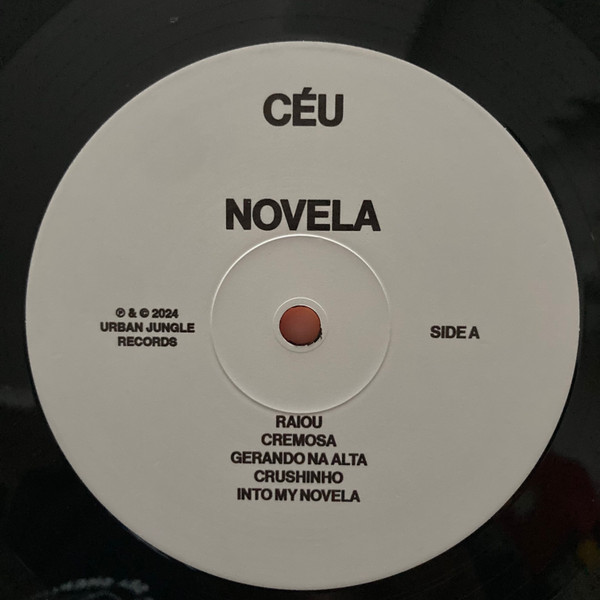 CÉU
NOVELA
℗ & © 2024
URBAN JUNGLE
RECORDS
SIDE A
RAIOU
CREMOSA
GERANDO NA ALTA
CRUSHINHO
INTO MY NOVELA